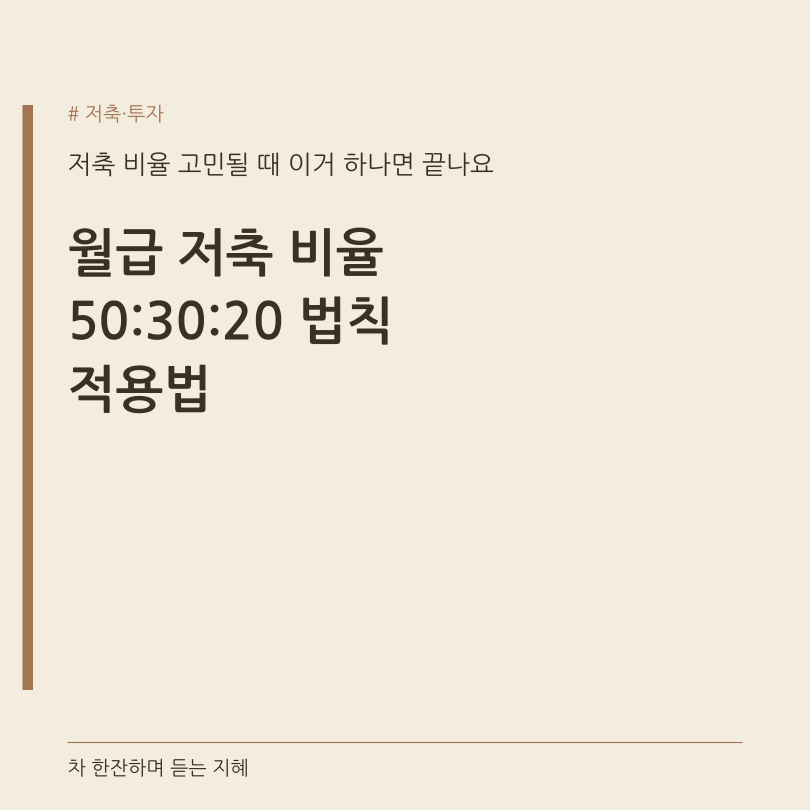 # 저축·투자
저축 비율 고민될 때 이거 하나면 끝나요
월급 저축 비율
50:30:20 법칙
적용법
차 한잔하며 듣는 지혜